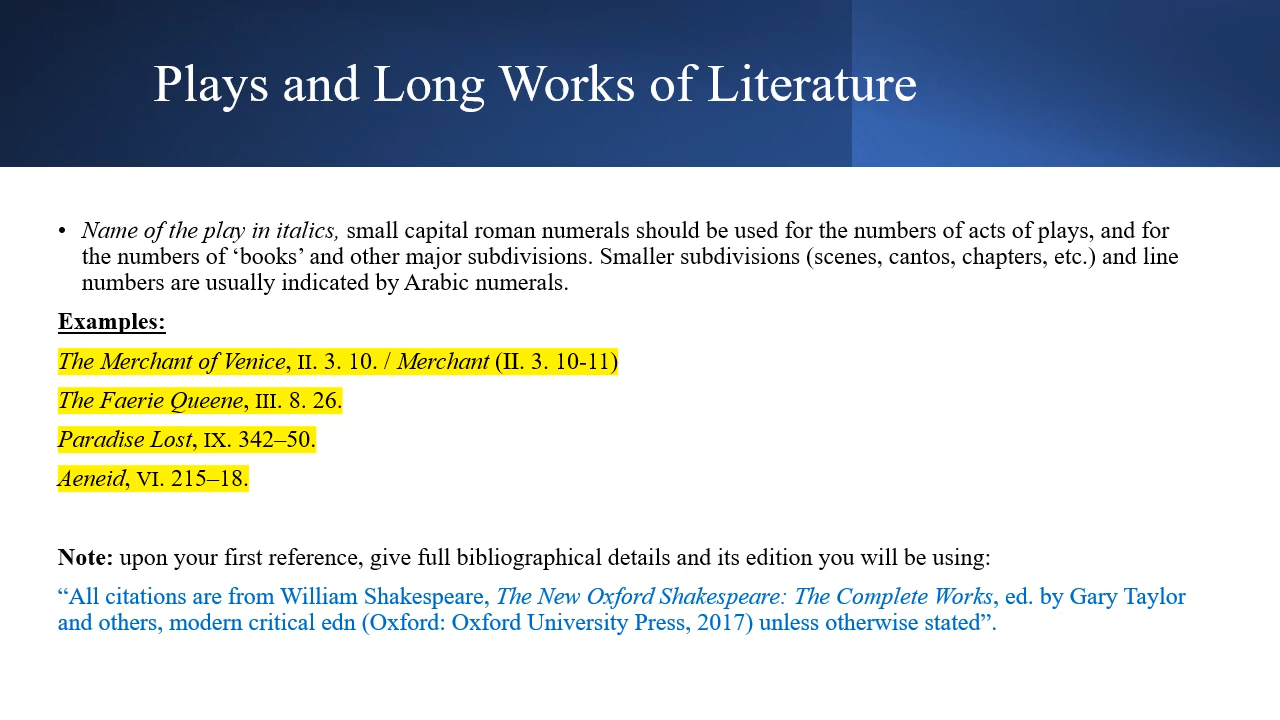 Plays and Long Works of Literature
• Name of the play in italics, small capital roman numerals should be used for the numbers of acts of plays, and for
the numbers of ‘books’ and other major subdivisions. Smaller subdivisions (scenes, cantos, chapters, etc.) and line
numbers are usually indicated by Arabic numerals.
Examples:
The Merchant of Venice, II. 3. 10. / Merchant (II. 3. 10-11)
The Faerie Queene, III. 8. 26.
Paradise Lost, IX. 342–50.
Aeneid, VI. 215–18.
Note: upon your first reference, give full bibliographical details and its edition you will be using:
“All citations are from William Shakespeare, The New Oxford Shakespeare: The Complete Works, ed. by Gary Taylor
and others, modern critical edn (Oxford: Oxford University Press, 2017) unless otherwise stated”.